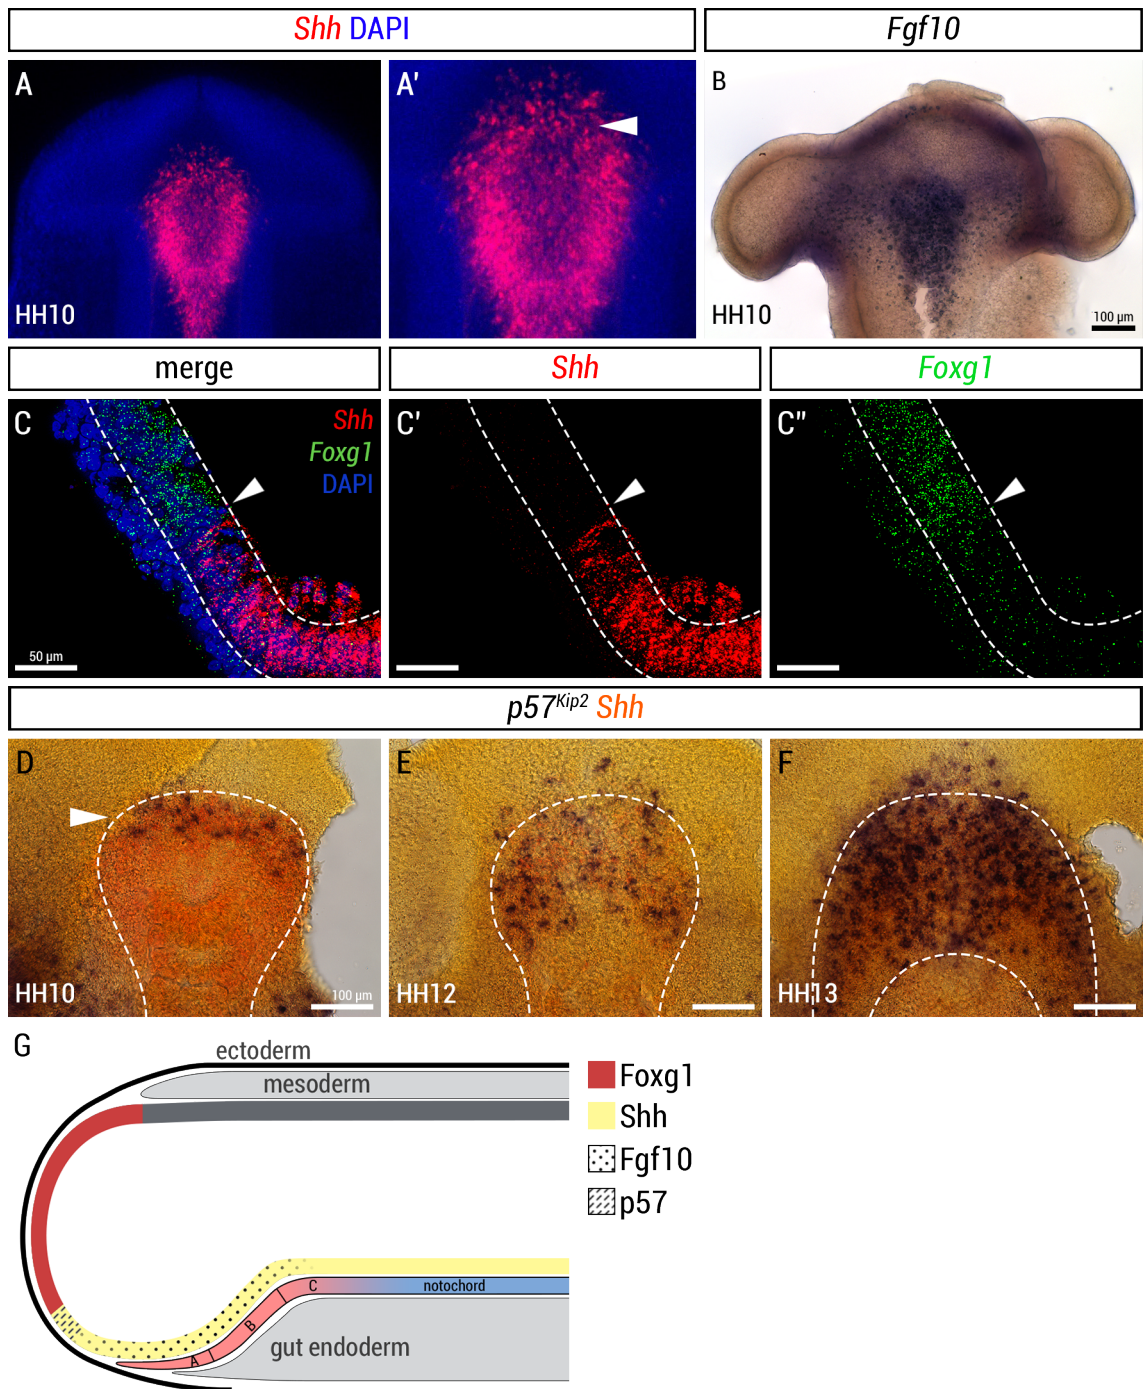 Shh DAPI
Fgf10
A
HH10
A'
B
HH10
100 µm
merge
Shh
Foxg1
C
Shh
Foxg1
DAPI
50 µm
C'
C"
p57Kip2 Shh
D
HH10
100 µm
E
HH12
F
HH13
G
ectoderm
mesoderm
Foxg1
Shh
Fgf10
p57
C
notochord
B
A
gut endoderm